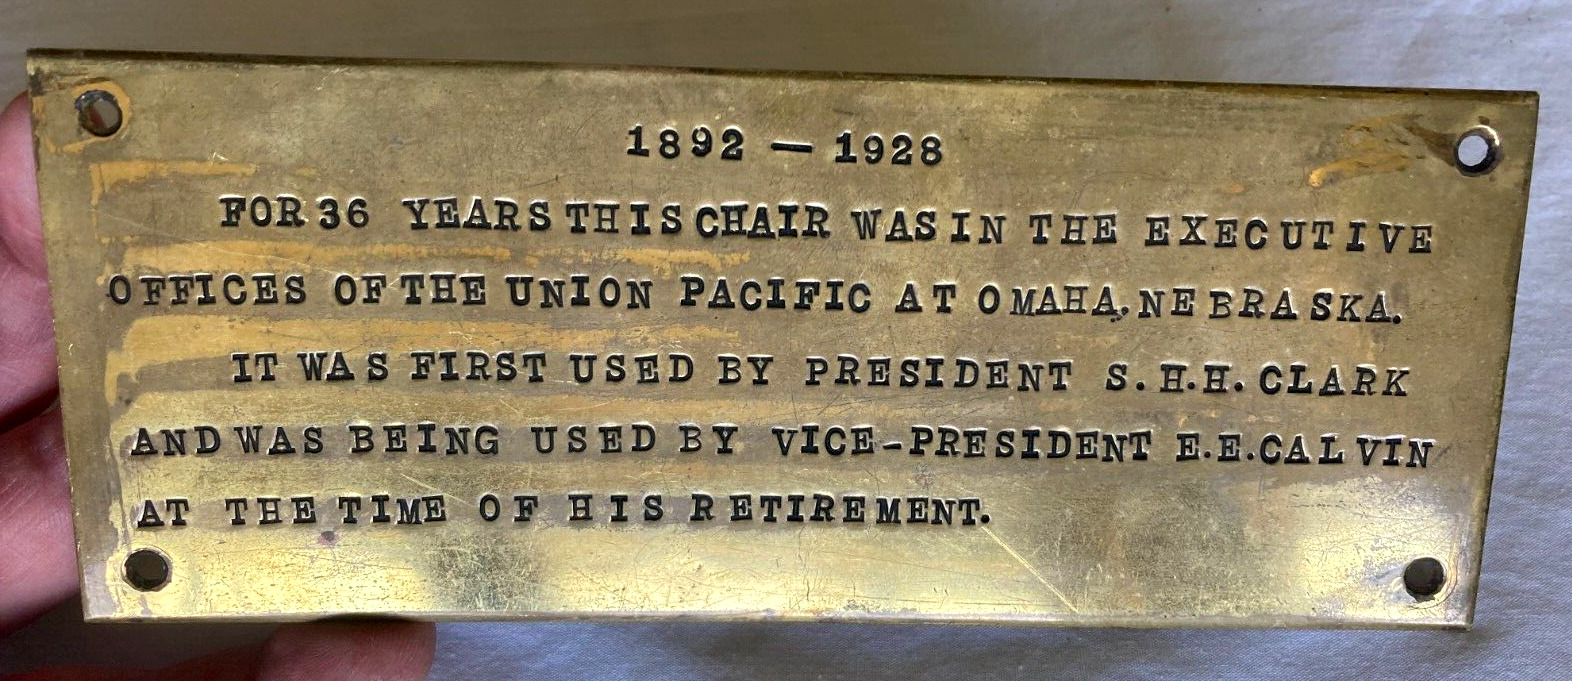 1892 — 1928
FOR 36 YEARS THIS CHAIR WAS IN THE EXECUTIVE
OFFICES OF THE UNION PACIFIC AT OMAHA, NEBRASKA.
IT WAS FIRST USED BY PRESIDENT S.H.H. CLARK
AND WAS BEING USED BY VICE-PRESIDENT E.E.CALVIN
AT THE TIME OF HIS RETIREMENT.